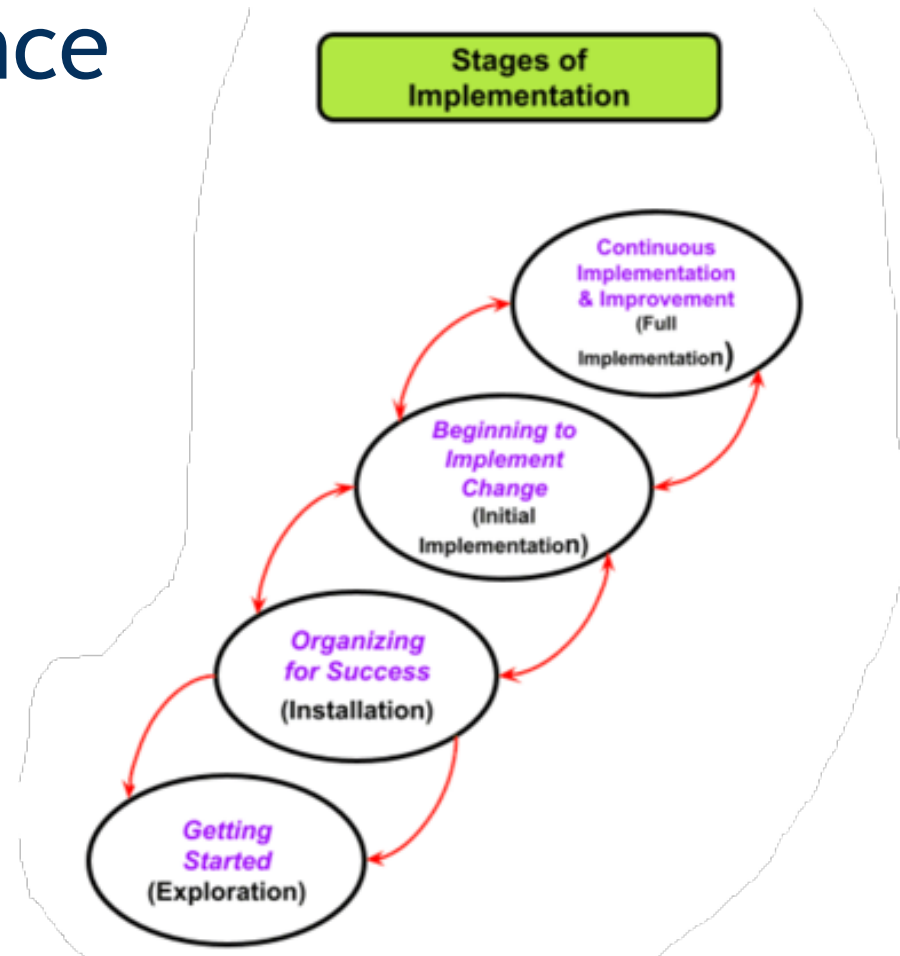 nce
Stages of
Implementation
Continuous
Implementation
& Improvement
(Full
Implementation)
Beginning to
Implement
Change
(Initial
Implementation)
Organizing
for Success
(Installation)
Getting
Started
(Exploration)